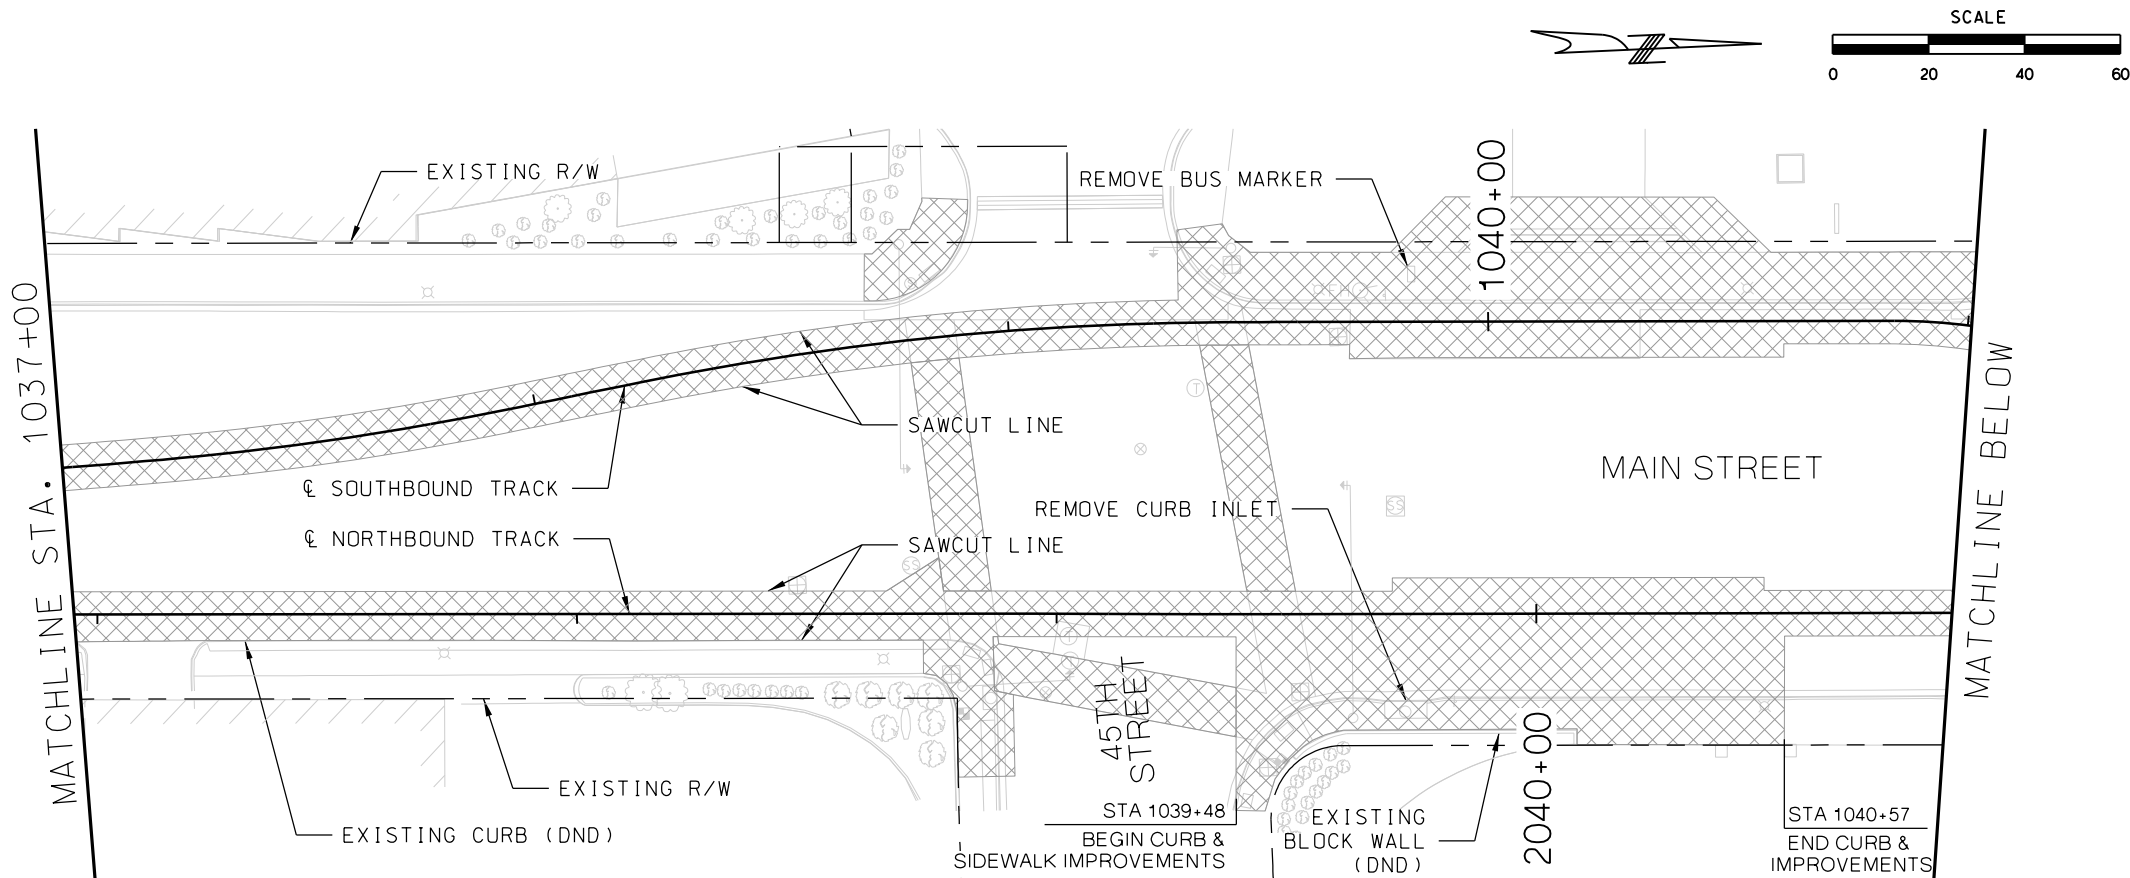 SCALE
0 20 40 60
EXISTING R/W
REMOVE BUS MARKER
1040+00
MATCHLINE STA. 1037+00
SAWCUT LINE
MAIN STREET
℄ SOUTHBOUND TRACK
REMOVE CURB INLET
℄ NORTHBOUND TRACK
SAWCUT LINE
SS
SS
T
T
MATCHLINE BELOW
45TH
STREET
EXISTING R/W
2040+00
STA 1039+48
BEGIN CURB &
SIDEWALK IMPROVEMENTS
EXISTING
BLOCK WALL
(DND)
STA 1040+57
END CURB &
IMPROVEMENTS
EXISTING CURB (DND)